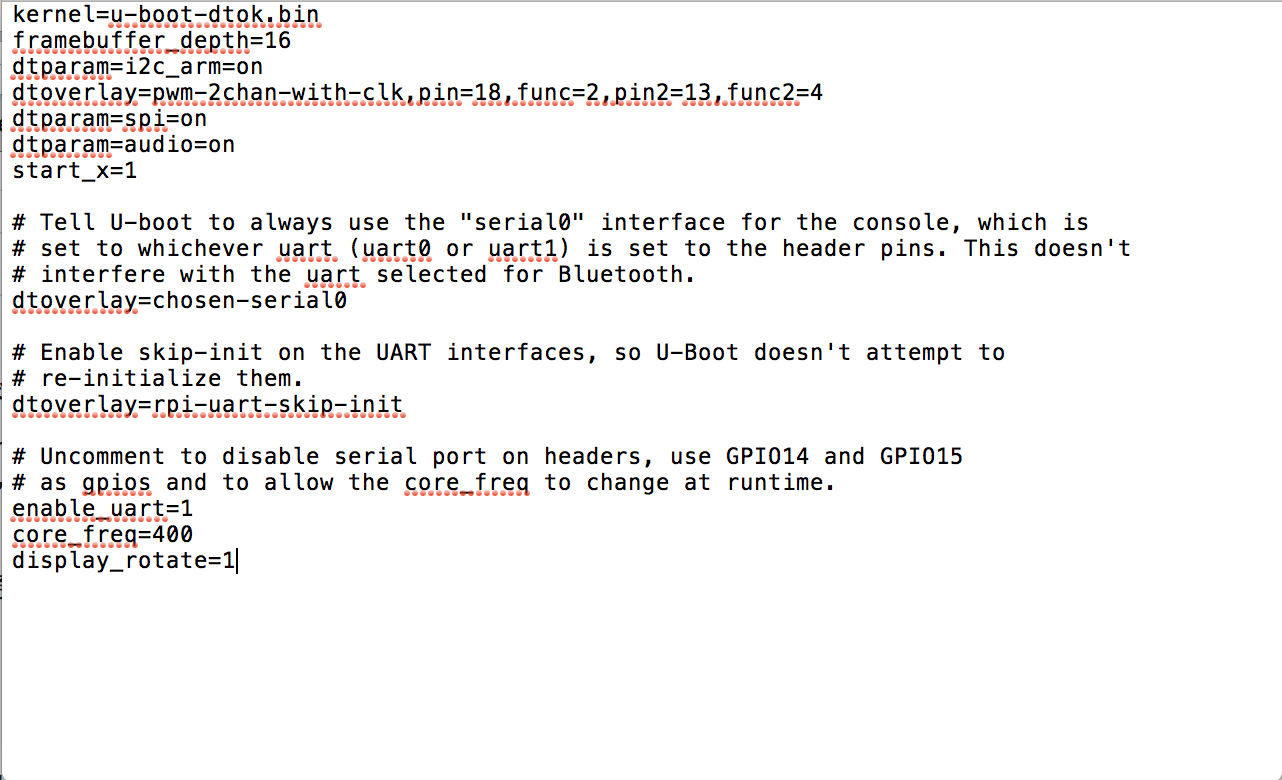 kernel=u-boot-dtok.bin
framebuffer_depth=16
dtparam=i2c_arm=on
dtoverlay=pwm-2chan-with-clk,pin=18,func=2,pin2=13,func2=4
dtparam=spi=on
dtparam=audio=on
start_x=1
# Tell U-boot to always use the "serial0" interface for the console, which is
# set to whichever uart (uart0 or uart1) is set to the header pins. This doesn't
# interfere with the uart selected for Bluetooth.
dtoverlay=chosen-serial0
# Enable skip-init on the UART interfaces, so U-Boot doesn't attempt to
# re-initialize them.
dtoverlay=rpi-uart-skip-init
# Uncomment to disable serial port on headers, use GPIO14 and GPIO15
# as gpios and to allow the core_freq to change at runtime.
enable_uart=1
core_freq=400
display_rotate=1